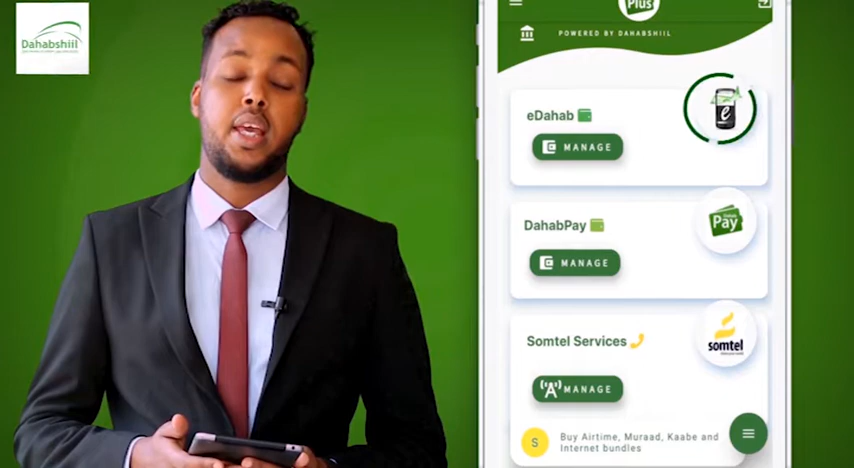 Dahabshiil
Plus
POWERED BY DAHABSHIIL
eDahab
e
MANAGE
DahabPay
Pay
MANAGE
Somtel Services
somtel
MANAGE
S
Buy Airtime, Muraad, Kaabe and
Internet bundles